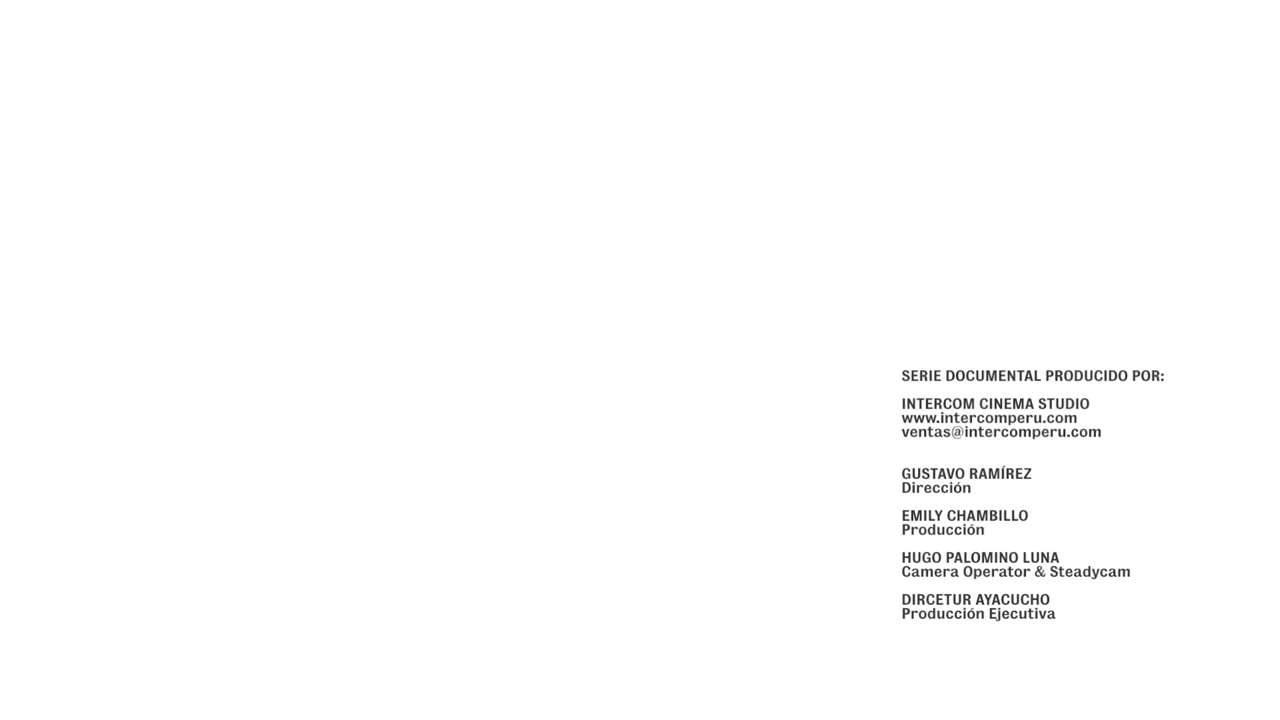 SERIE DOCUMENTAL PRODUCIDO POR:
INTERCOM CINEMA STUDIO
www.intercomperu.com
ventas@intercomperu.com
GUSTAVO RAMÍREZ
Dirección
EMILY CHAMBILLO
Producción
HUGO PALOMINO LUNA
Camera Operator & Steadycam
DIRCETUR AYACUCHO
Producción Ejecutiva